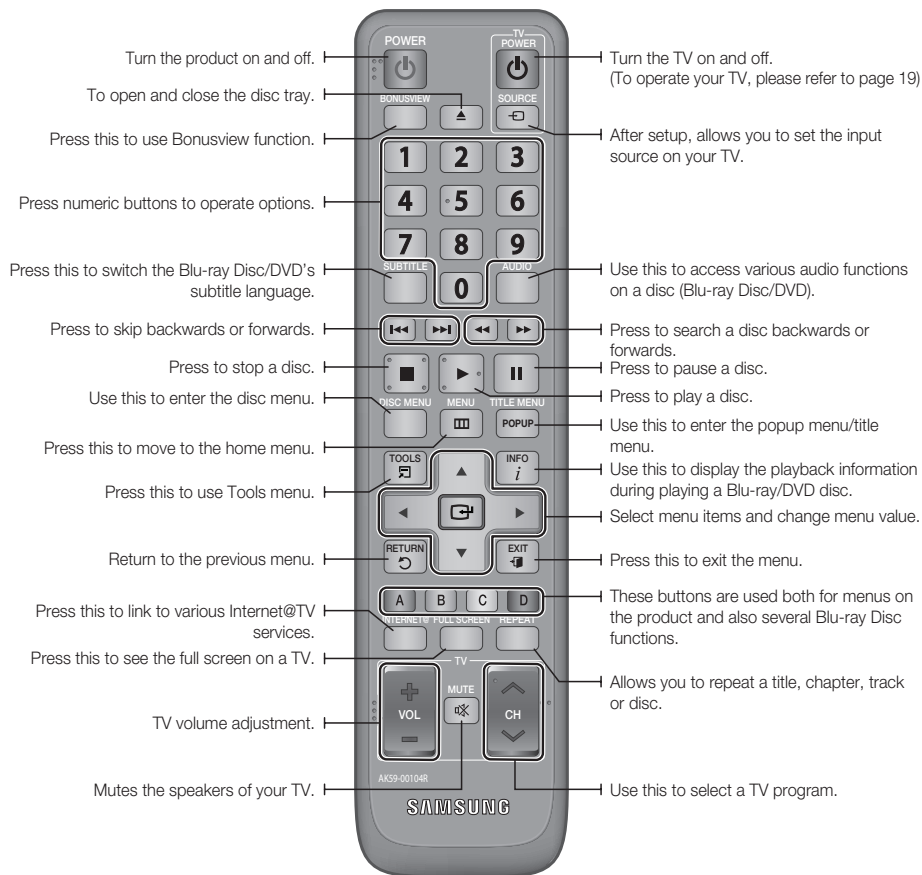 POWER
TV
POWER
Turn the product on and off.
Turn the TV on and off.
(To operate your TV, please refer to page 19)
To open and close the disc tray.
BONUSVIEW
SOURCE
Press this to use Bonusview function.
After setup, allows you to set the input
source on your TV.
1 2 3
Press numeric buttons to operate options.
4 5 6
7 8 9
SUBTITLE
AUDIO
0
Press this to switch the Blu-ray Disc/DVD's
subtitle language.
Use this to access various audio functions
on a disc (Blu-ray Disc/DVD).
Press to skip backwards or forwards.
Press to search a disc backwards or
forwards.
Press to stop a disc.
Press to pause a disc.
Press to play a disc.
Use this to enter the disc menu.
DISC MENU MENU TITLE MENU
POPUP
Press this to move to the home menu.
Use this to enter the popup menu/title
menu.
TOOLS
INFO
i
Press this to use Tools menu.
Use this to display the playback information
during playing a Blu-ray/DVD disc.
Select menu items and change menu value.
RETURN
EXIT
Return to the previous menu.
Press this to exit the menu.
A B C D
Press this to link to various Internet@TV
services.
These buttons are used both for menus on
the product and also several Blu-ray Disc
functions.
INTERNET@ FULL SCREEN REPEAT
Press this to see the full screen on a TV.
Allows you to repeat a title, chapter, track
or disc.
TV
MUTE
VOL
CH
TV volume adjustment.
AK59-00104R
Mutes the speakers of your TV.
Use this to select a TV program.
SAMSUNG